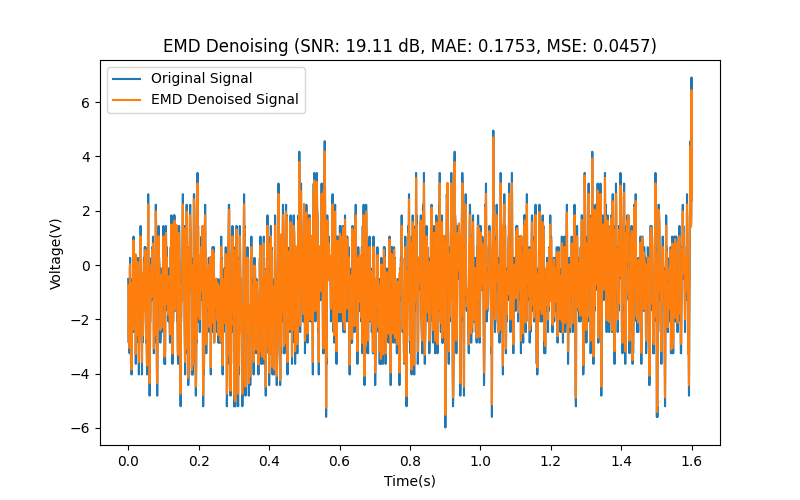 EMD Denoising (SNR: 19.11 dB, MAE: 0.1753, MSE: 0.0457)
Original Signal
EMD Denoised Signal
Voltage(V)
6
4
2
0
−2
−4
−6
0.0 0.2 0.4 0.6 0.8 1.0 1.2 1.4 1.6
Time(s)